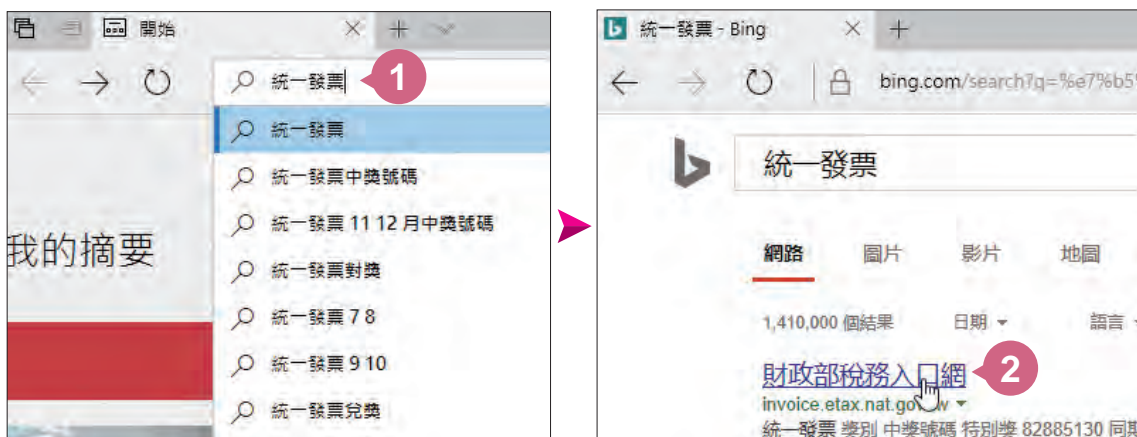 開始
統一發票
1
統一發票
統一發票中獎號碼
統一發票 11 12 月中獎號碼
統一發票對獎
統一發票 7 8
統一發票 9 10
統一發票兌獎
我的摘要
統一發票 - Bing
bing.com/search?q=%e7%b5%
統一發票
網路 圖片 影片 地圖
1,410,000 個結果 日期 語言
財政部稅務入口網
2
invoice.etax.nat.gov
統一發票 獎別 中獎號碼 特別獎 82885130 同期